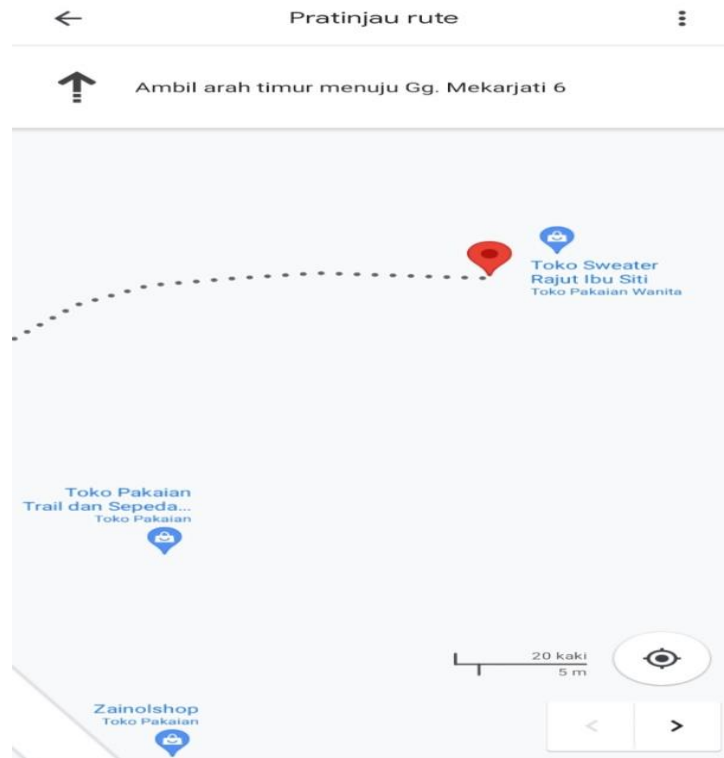 Pratinjau rute
Ambil arah timur menuju Gg. Mekarjati 6
Toko Sweater
Rajut Ibu Siti
Toko Pakaian Wanita
Toko Pakaian
Trail dan Sepeda...
Toko Pakaian
20 kaki
5 m
Zainolshop
Toko Pakaian